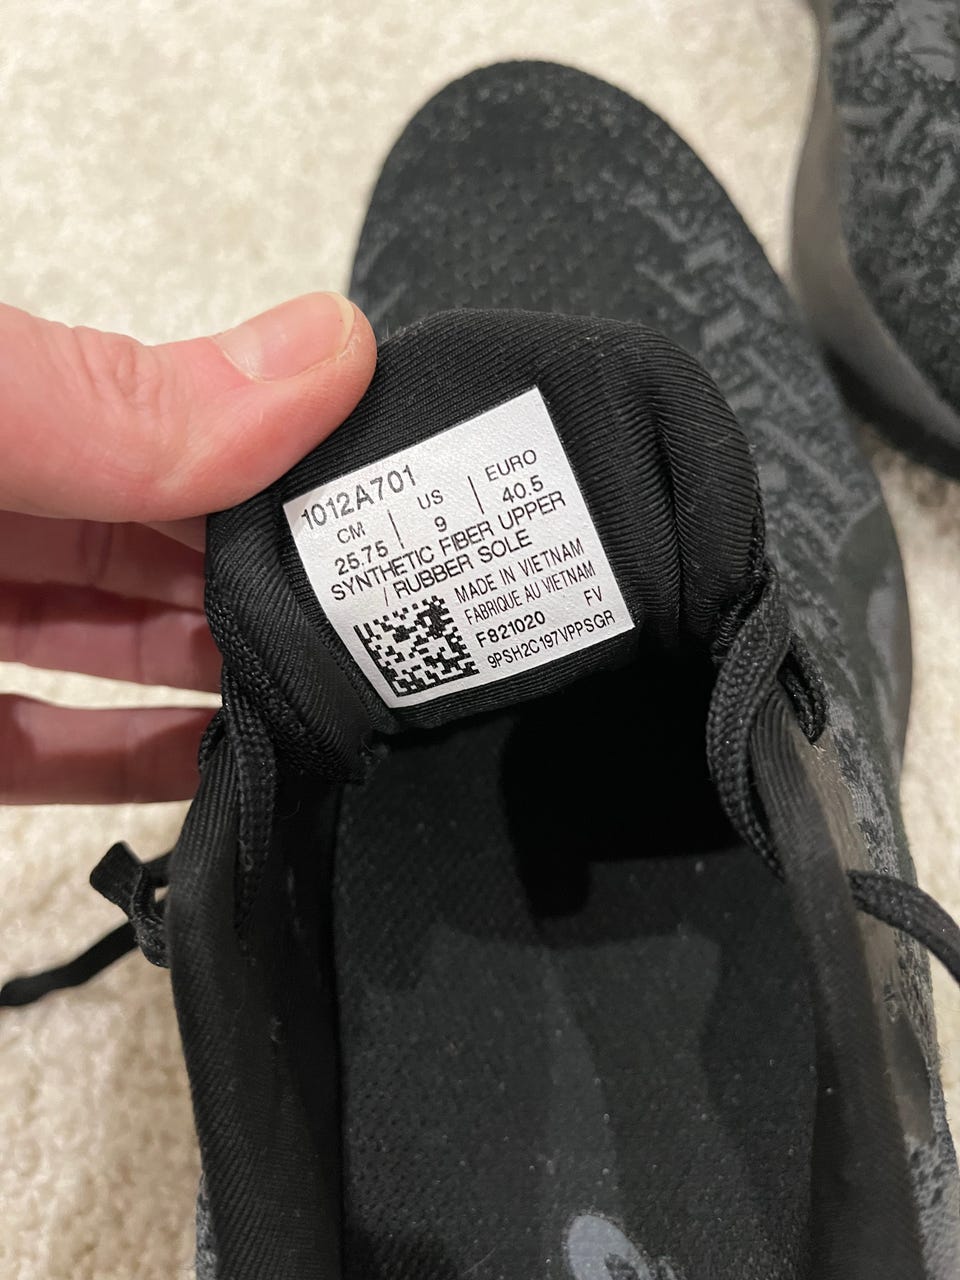 1012A701
CM | US | EURO
25.75 | 9 | 40.5
SYNTHETIC FIBER UPPER
/ RUBBER SOLE
MADE IN VIETNAM
FABRIQUE AU VIETNAM
F821020 FV
9PSH2C197VPPSGR